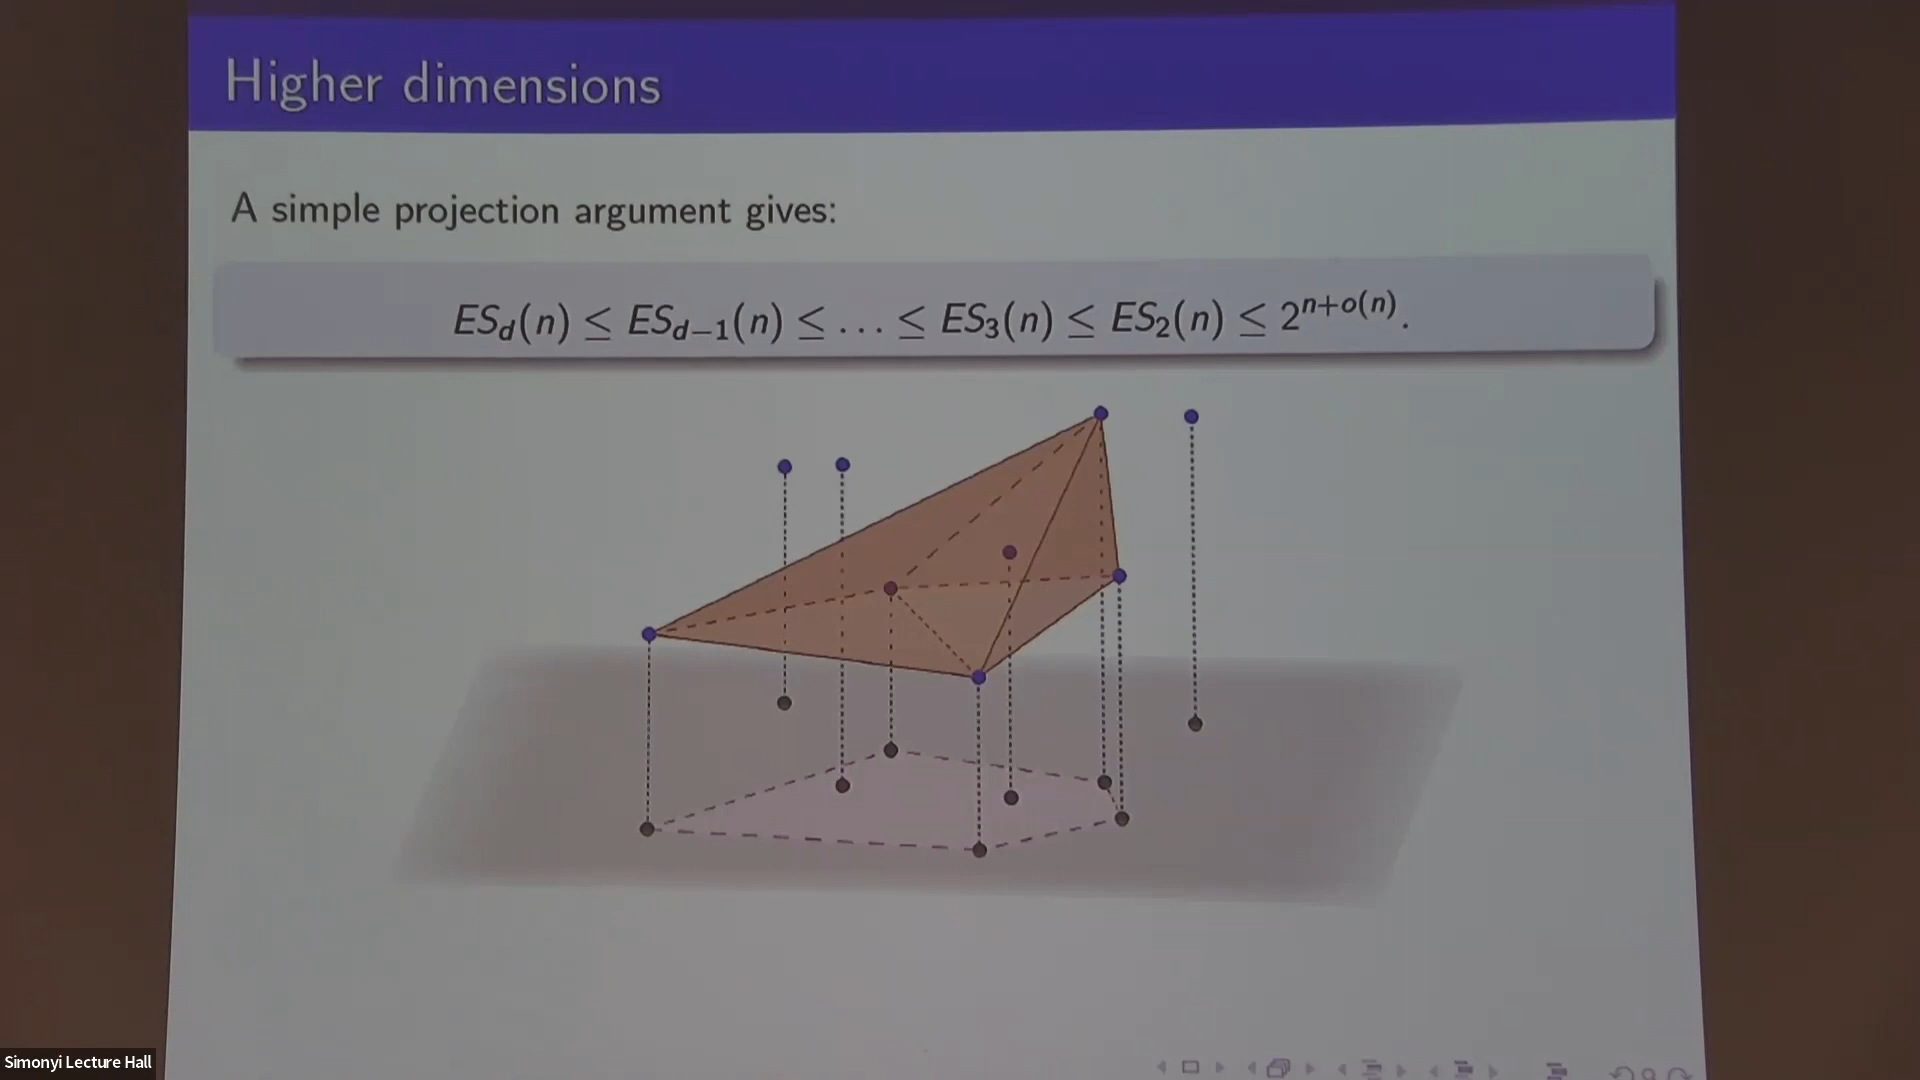 Higher dimensions
A simple projection argument gives:
ES_d(n) ≤ ES_{d−1}(n) ≤ ... ≤ ES_3(n) ≤ ES_2(n) ≤ 2^{n+o(n)}.
Simonyi Lecture Hall